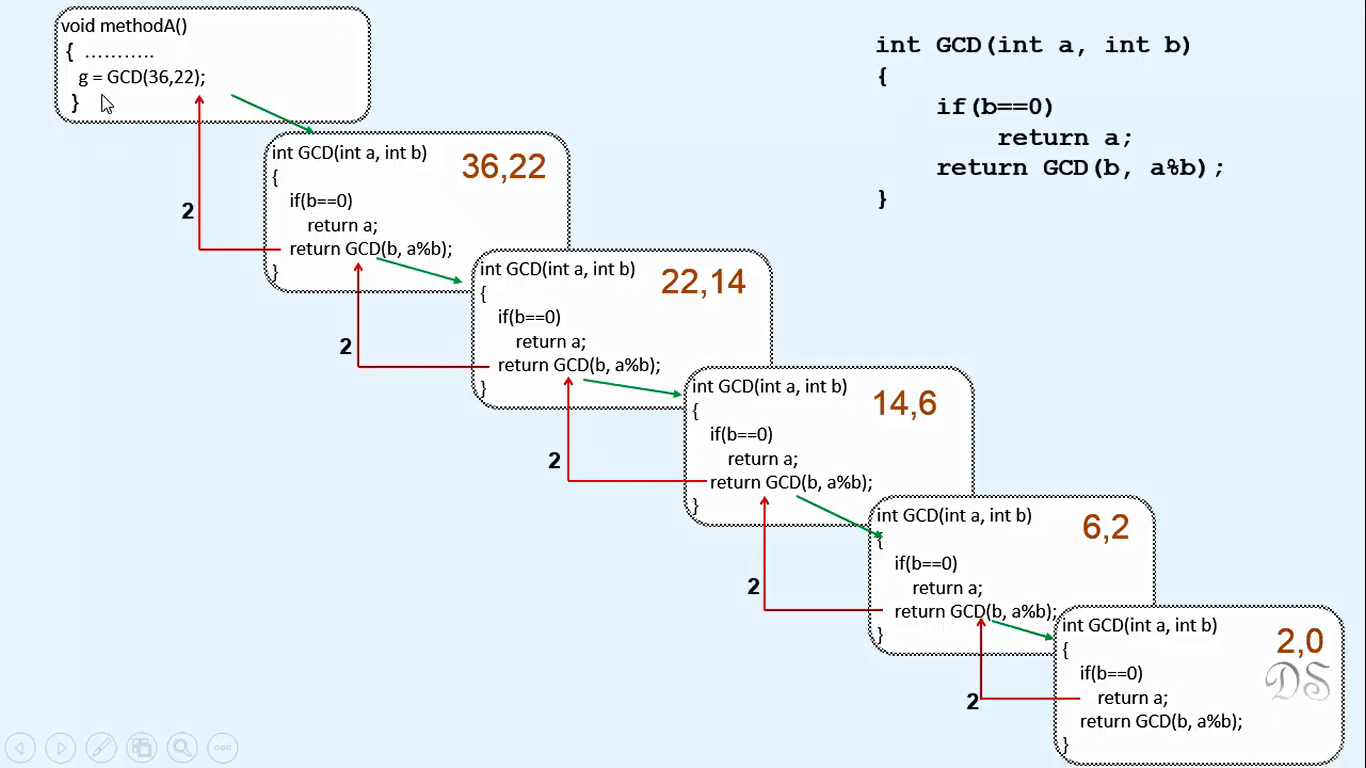 void methodA()
{ ………..
g = GCD(36,22);
}
int GCD(int a, int b)
{
if(b==0)
return a;
return GCD(b, a%b);
}
int GCD(int a, int b)
36,22
{
if(b==0)
return a;
return GCD(b, a%b);
}
2
int GCD(int a, int b)
22,14
{
if(b==0)
return a;
return GCD(b, a%b);
}
2
int GCD(int a, int b)
14,6
{
if(b==0)
return a;
return GCD(b, a%b);
}
2
int GCD(int a, int b)
6,2
{
if(b==0)
return a;
return GCD(b, a%b);
}
2
int GCD(int a, int b)
2,0
{
if(b==0)
return a;
return GCD(b, a%b);
}
2
DS